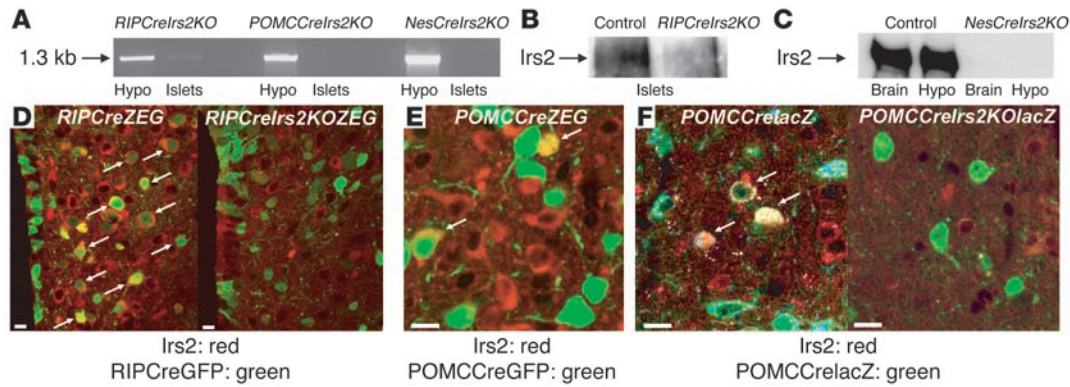 A RIPCreIrs2KO POMCCreIrs2KO NesCreIrs2KO
1.3 kb
Hypo Islets Hypo Islets Hypo Islets
B Control RIPCreIrs2KO
Irs2
Islets
C Control NesCreIrs2KO
Irs2
Brain Hypo Brain Hypo
D RIPCreZEG RIPCreIrs2KOZEG
Irs2: red
RIPCreGFP: green
E POMCCreZEG
Irs2: red
POMCCreGFP: green
F POMCCrelacZ POMCCreIrs2KOlacZ
Irs2: red
POMCCrelacZ: green